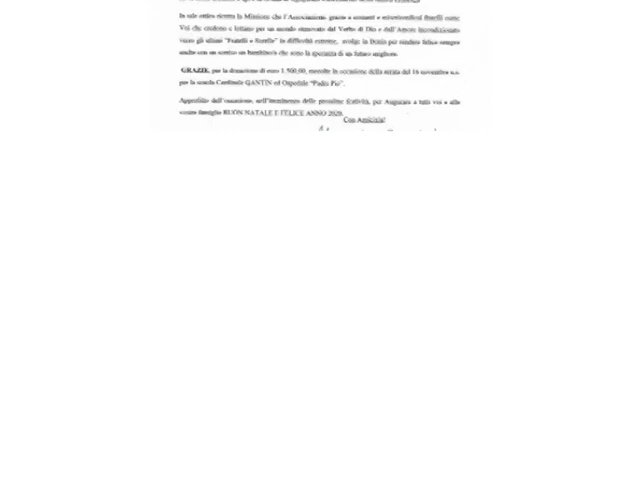 In tale ottica rientra la Missione che l'Associazione, grazie a costanti e misericordiosi fratelli come
Voi che credono e lottano per un mondo rinnovato dal Verbo di Dio e dall'Amore incondizionato
verso gli ultimi "Fratelli e Sorelle" in difficoltà estreme, svolge in Benin per rendere felice sempre
anche con un sorriso un bambino/a che sono la speranza di un futuro migliore.
GRAZIE, per la donazione di euro 1.500,00, raccolte in occasione della serata del 16 novembre u.s.
per la scuola Cardinale GANTIN ed Ospedale "Padre Pio".
Approfitto dell'occasione, nell'imminenza delle prossime festività, per Augurare a tutti voi e alle
vostre famiglie BUON NATALE E FELICE ANNO 2020.
Con Amicizia!